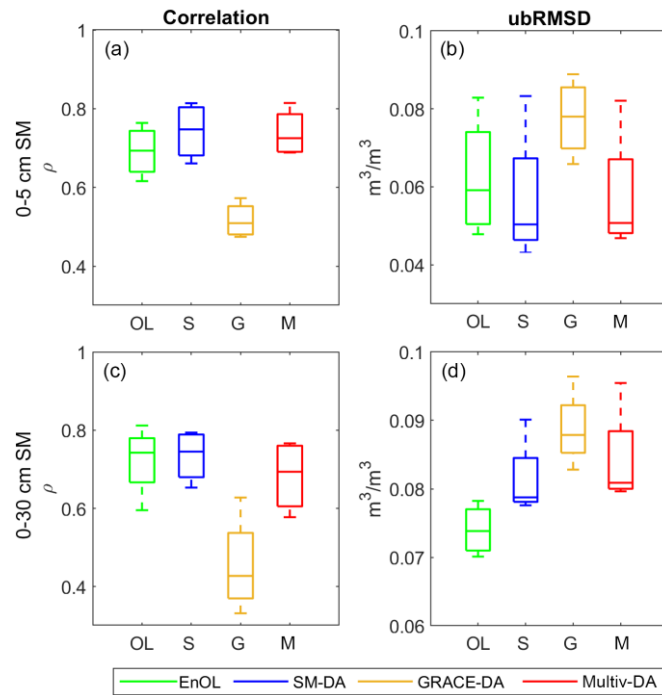 Correlation
ubRMSD
(a)
1
0.8
0.6
0.4
0-5 cm SM
ρ
OL S G M
(b)
0.1
0.08
0.06
0.04
m³/m³
OL S G M
(c)
1
0.8
0.6
0.4
0-30 cm SM
ρ
OL S G M
(d)
0.1
0.09
0.08
0.07
0.06
m³/m³
OL S G M
EnOL SM-DA GRACE-DA Multiv-DA